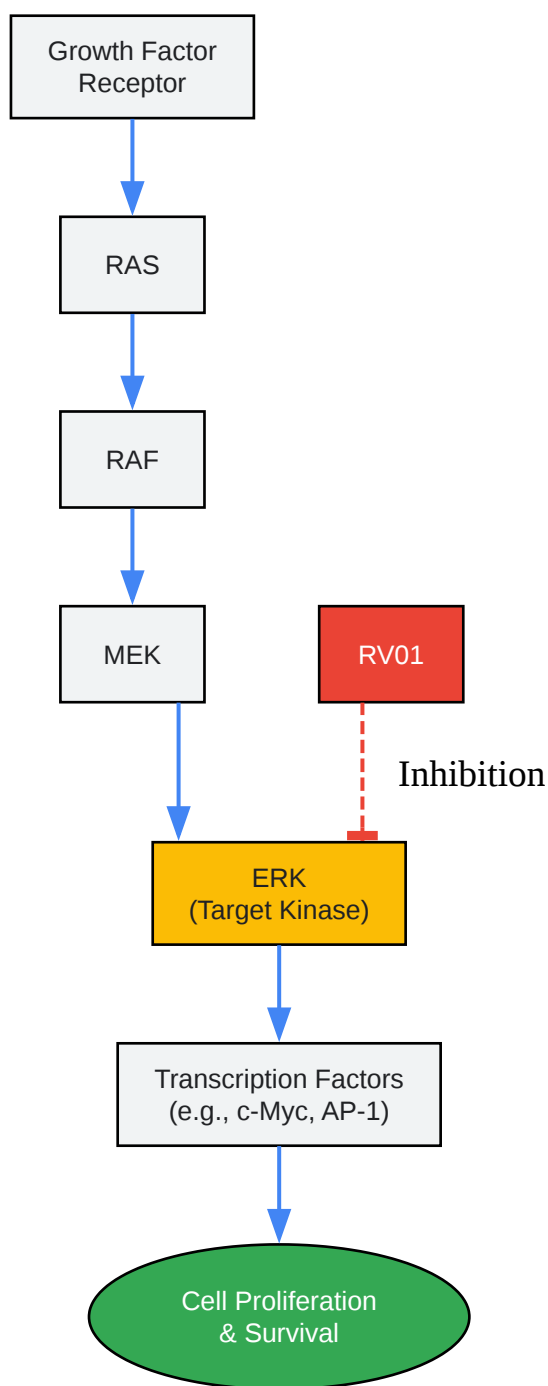 Growth Factor
Receptor
RAS
RAF
MEK
RV01
Inhibition
ERK
(Target Kinase)
Transcription Factors
(e.g., c-Myc, AP-1)
Cell Proliferation
& Survival